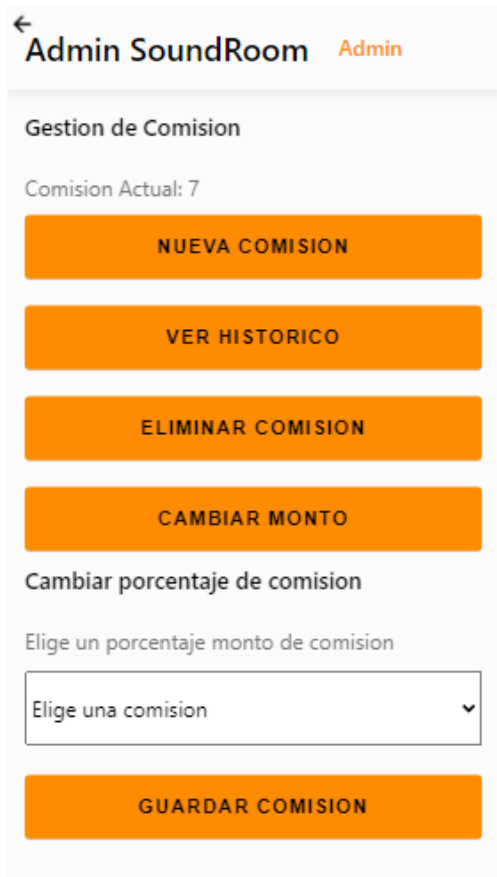 Admin SoundRoom Admin
Gestion de Comision
Comision Actual: 7
NUEVA COMISION
VER HISTORICO
ELIMINAR COMISION
CAMBIAR MONTO
Cambiar porcentaje de comision
Elige un porcentaje monto de comision
Elige una comision
GUARDAR COMISION